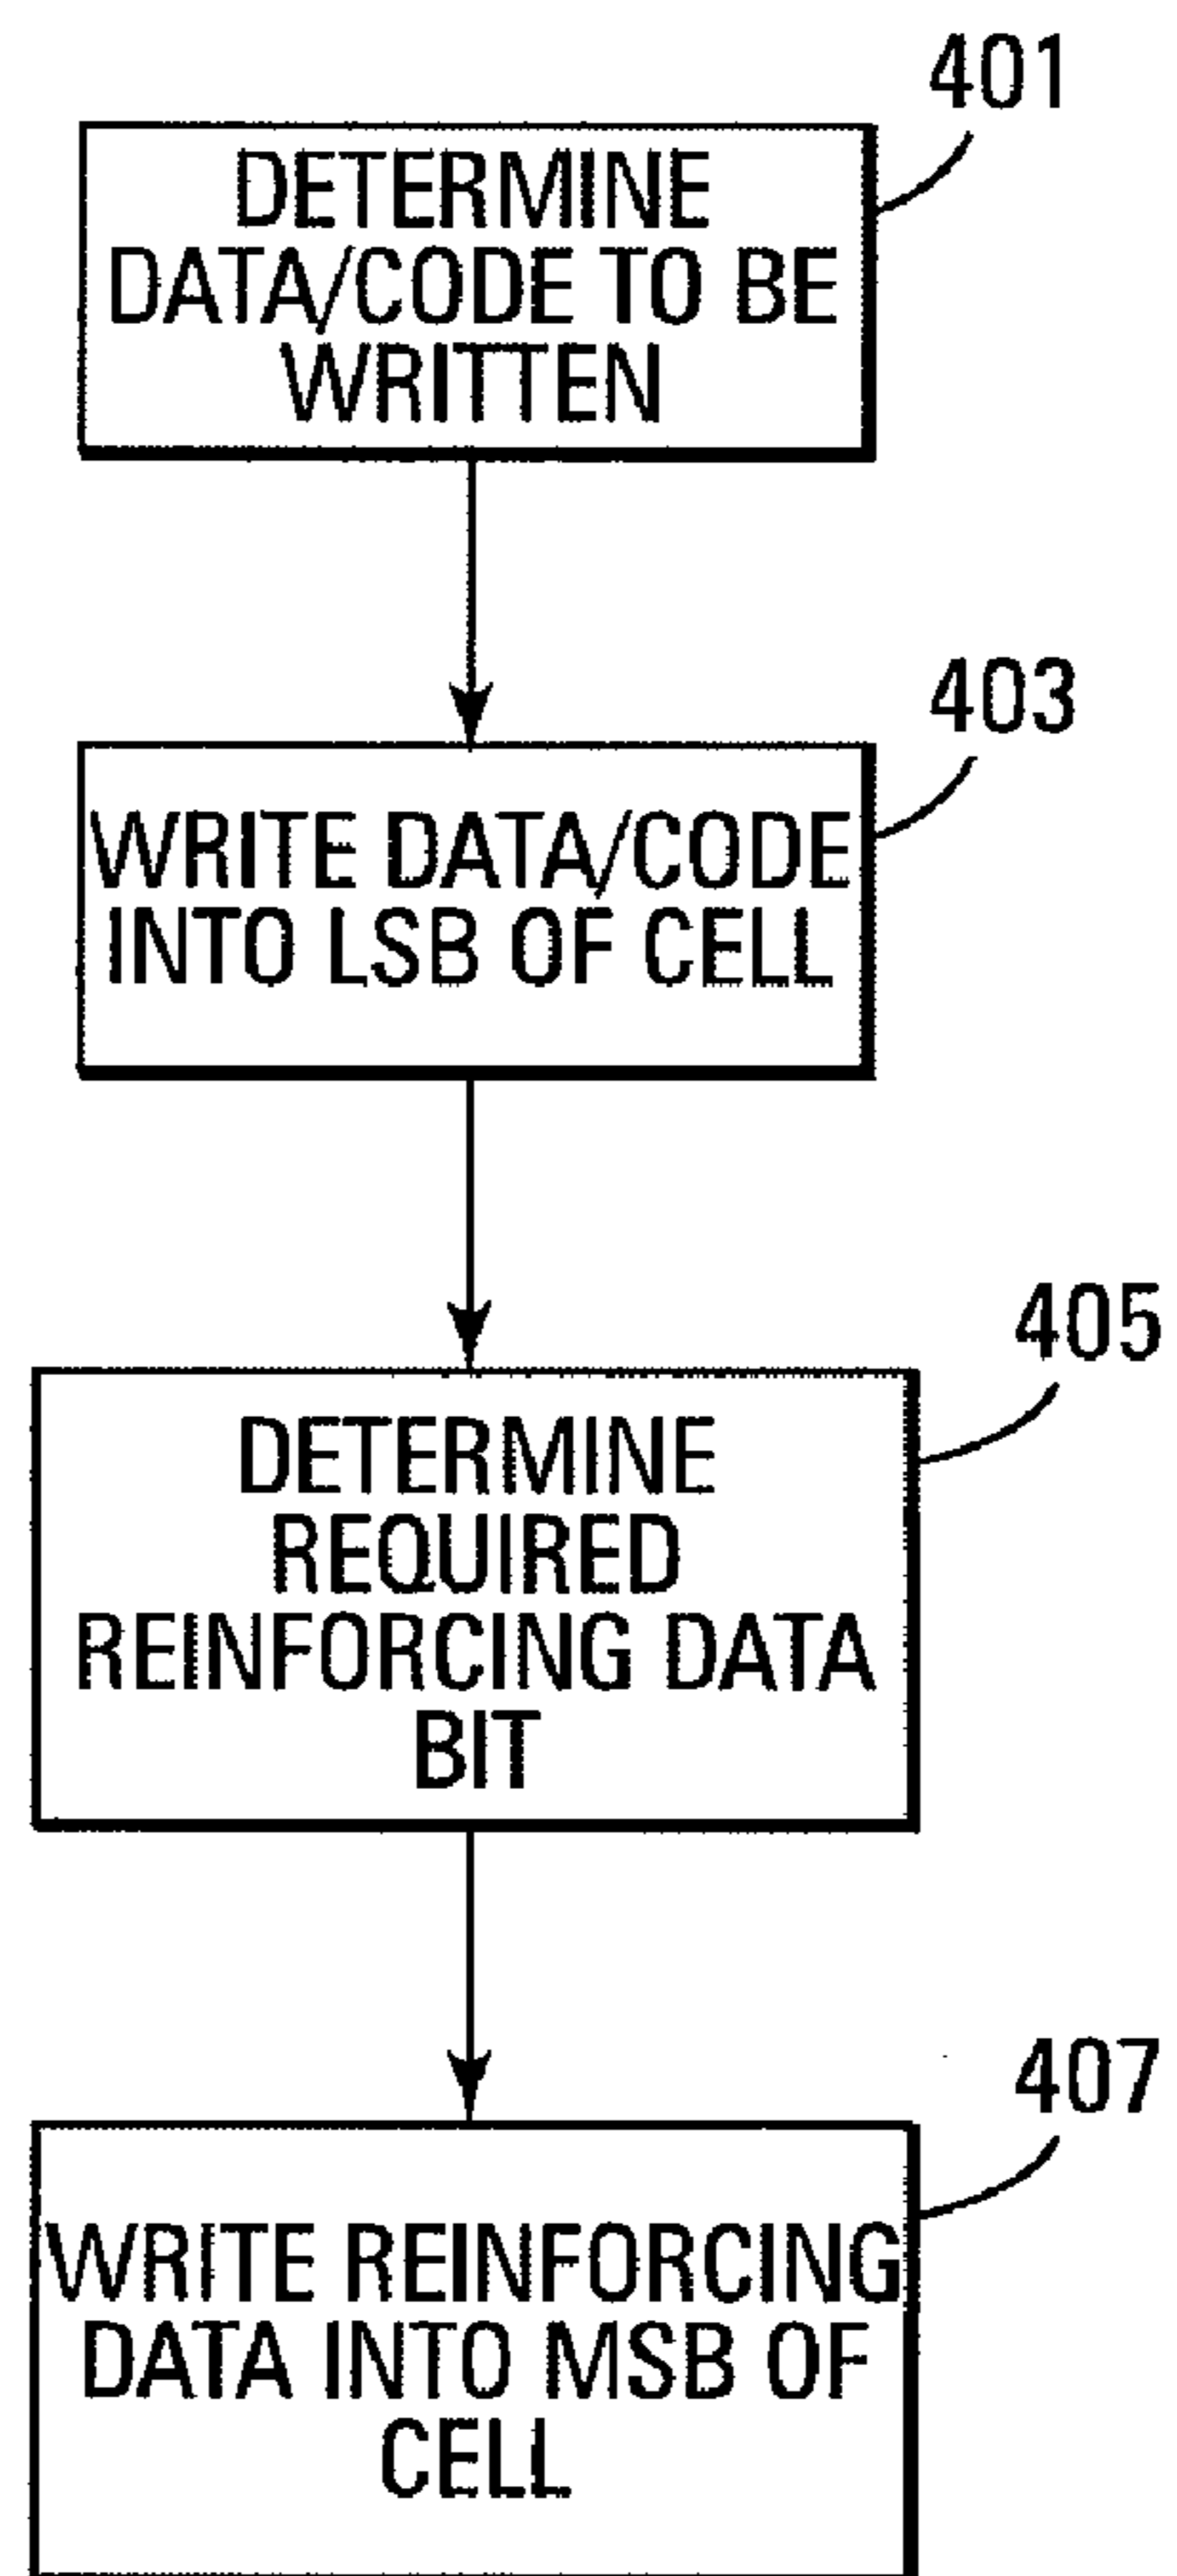 401
DETERMINE
DATA/CODE TO BE
WRITTEN
403
WRITE DATA/CODE
INTO LSB OF CELL
405
DETERMINE
REQUIRED
REINFORCING DATA
BIT
407
WRITE REINFORCING
DATA INTO MSB OF
CELL